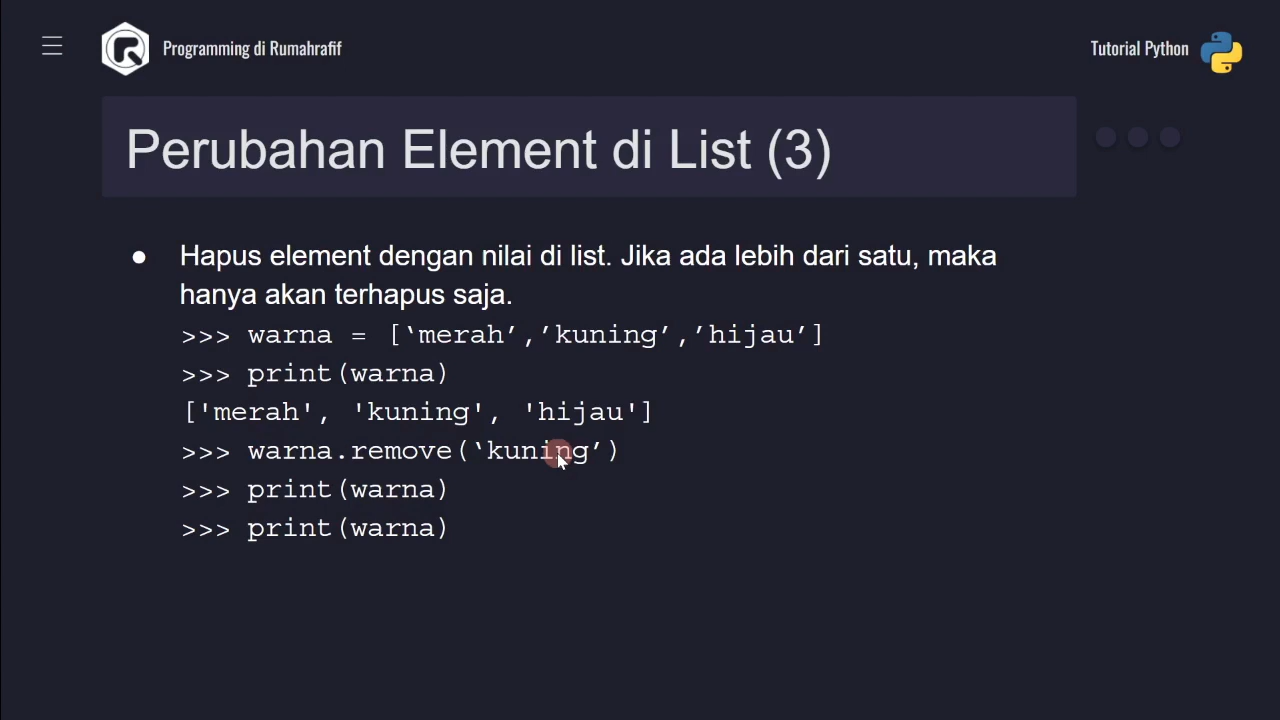 Programming di Rumahrafif
Tutorial Python
Perubahan Element di List (3)
● Hapus element dengan nilai di list. Jika ada lebih dari satu, maka
hanya akan terhapus saja.
>>> warna = [‘merah’,’kuning’,’hijau’]
>>> print(warna)
['merah', 'kuning', 'hijau']
>>> warna.remove(‘kuning’)
>>> print(warna)
>>> print(warna)